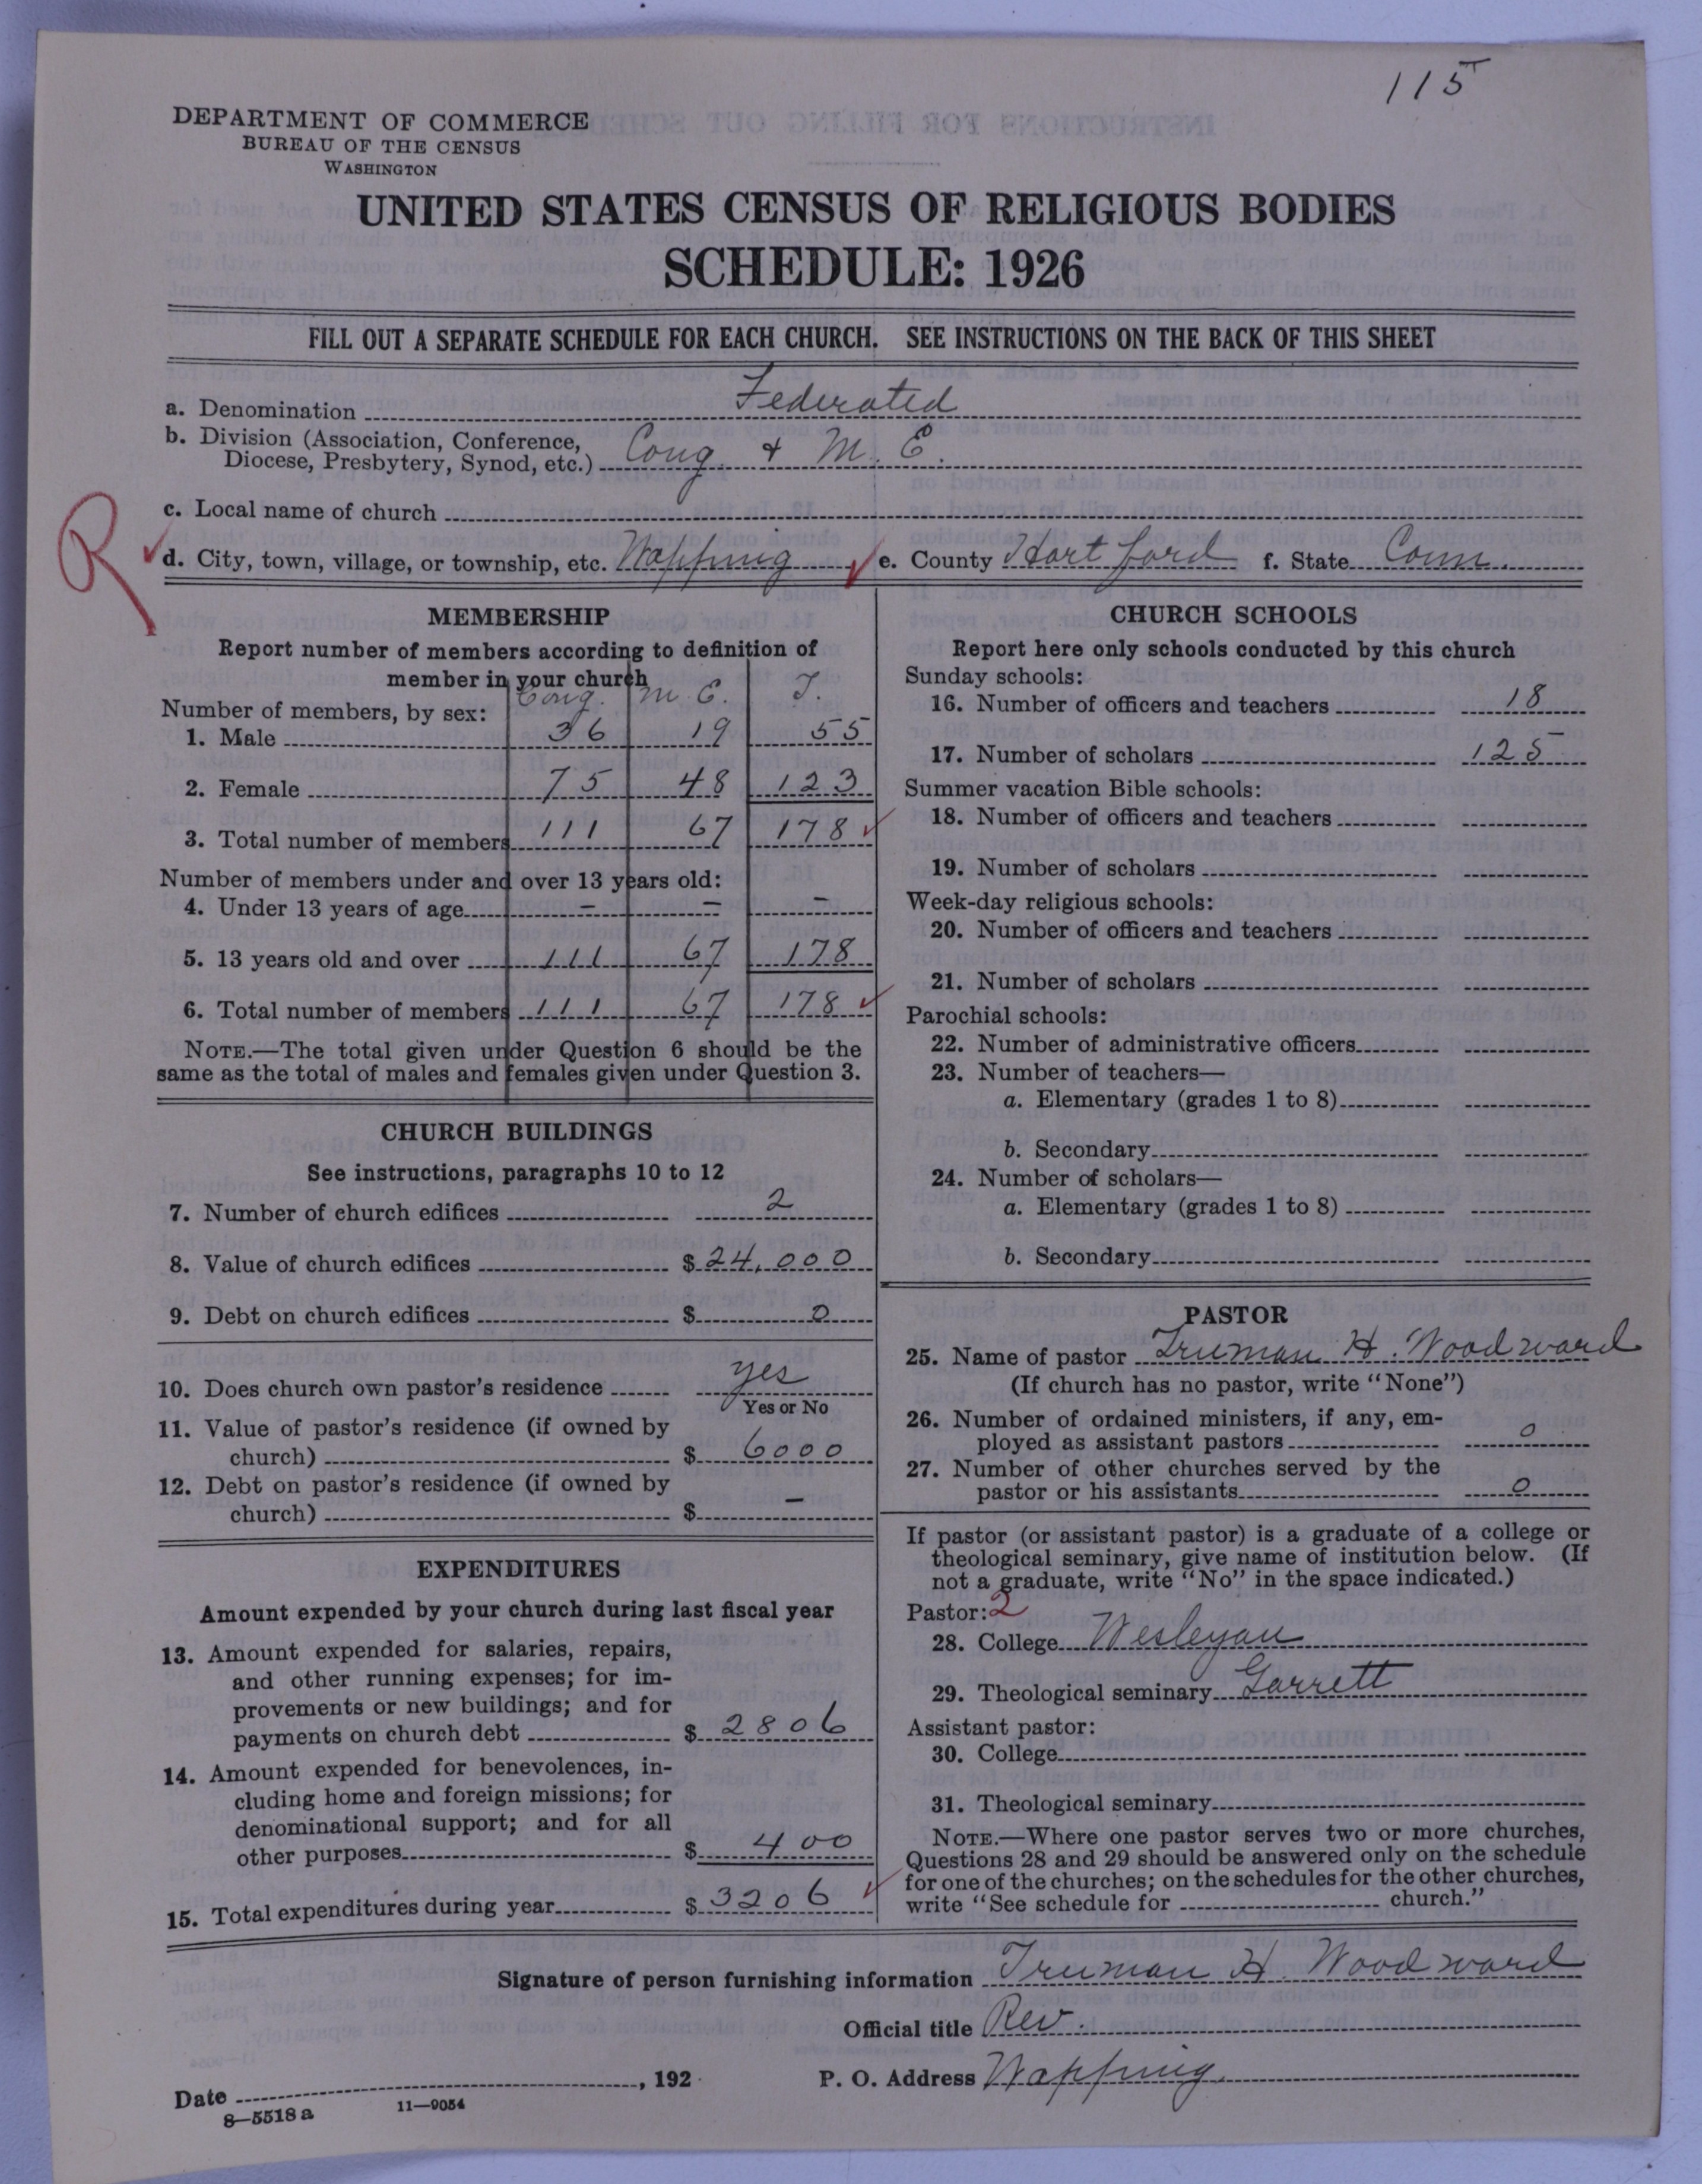 115
DEPARTMENT OF COMMERCE
BUREAU OF THE CENSUS
WASHINGTON
UNITED STATES CENSUS OF RELIGIOUS BODIES
SCHEDULE: 1926
FILL OUT A SEPARATE SCHEDULE FOR EACH CHURCH. SEE INSTRUCTIONS ON THE BACK OF THIS SHEET
a. Denomination Federated
b. Division (Association, Conference,
Diocese, Presbytery, Synod, etc.) Cong. & M. E.
c. Local name of church
R
d. City, town, village, or township, etc. Wapping e. County Hartford f. State Conn.
MEMBERSHIP
Report number of members according to definition of
member in your church
Cong. M. E. T.
Number of members, by sex:
1. Male 36 19 55
2. Female 75 48 123
3. Total number of members 111 67 178
Number of members under and over 13 years old:
4. Under 13 years of age – – –
5. 13 years old and over 111 67 178
6. Total number of members 111 67 178
NOTE.—The total given under Question 6 should be the
same as the total of males and females given under Question 3.
CHURCH BUILDINGS
See instructions, paragraphs 10 to 12
7. Number of church edifices 2
8. Value of church edifices $ 24,000
9. Debt on church edifices $ 0
10. Does church own pastor's residence yes
Yes or No
11. Value of pastor's residence (if owned by
church) $ 6000
12. Debt on pastor's residence (if owned by
church) $ –
EXPENDITURES
Amount expended by your church during last fiscal year
13. Amount expended for salaries, repairs,
and other running expenses; for im-
provements or new buildings; and for
payments on church debt $ 2806
14. Amount expended for benevolences, in-
cluding home and foreign missions; for
denominational support; and for all
other purposes $ 400
15. Total expenditures during year $ 3206
CHURCH SCHOOLS
Report here only schools conducted by this church
Sunday schools:
16. Number of officers and teachers 18
17. Number of scholars 125
Summer vacation Bible schools:
18. Number of officers and teachers
19. Number of scholars
Week-day religious schools:
20. Number of officers and teachers
21. Number of scholars
Parochial schools:
22. Number of administrative officers
23. Number of teachers—
a. Elementary (grades 1 to 8)
b. Secondary
24. Number of scholars—
a. Elementary (grades 1 to 8)
b. Secondary
PASTOR
25. Name of pastor Truman H. Woodward
(If church has no pastor, write "None")
26. Number of ordained ministers, if any, em-
ployed as assistant pastors 0
27. Number of other churches served by the
pastor or his assistants 0
If pastor (or assistant pastor) is a graduate of a college or
theological seminary, give name of institution below. (If
not a graduate, write "No" in the space indicated.)
Pastor: 2
28. College Wesleyan
29. Theological seminary Garrett
Assistant pastor:
30. College
31. Theological seminary
NOTE.—Where one pastor serves two or more churches,
Questions 28 and 29 should be answered only on the schedule
for one of the churches; on the schedules for the other churches,
write "See schedule for church."
Signature of person furnishing information Truman H. Woodward
Official title Rev.
Date , 192 P. O. Address Wapping.
8—5518 a 11—9054